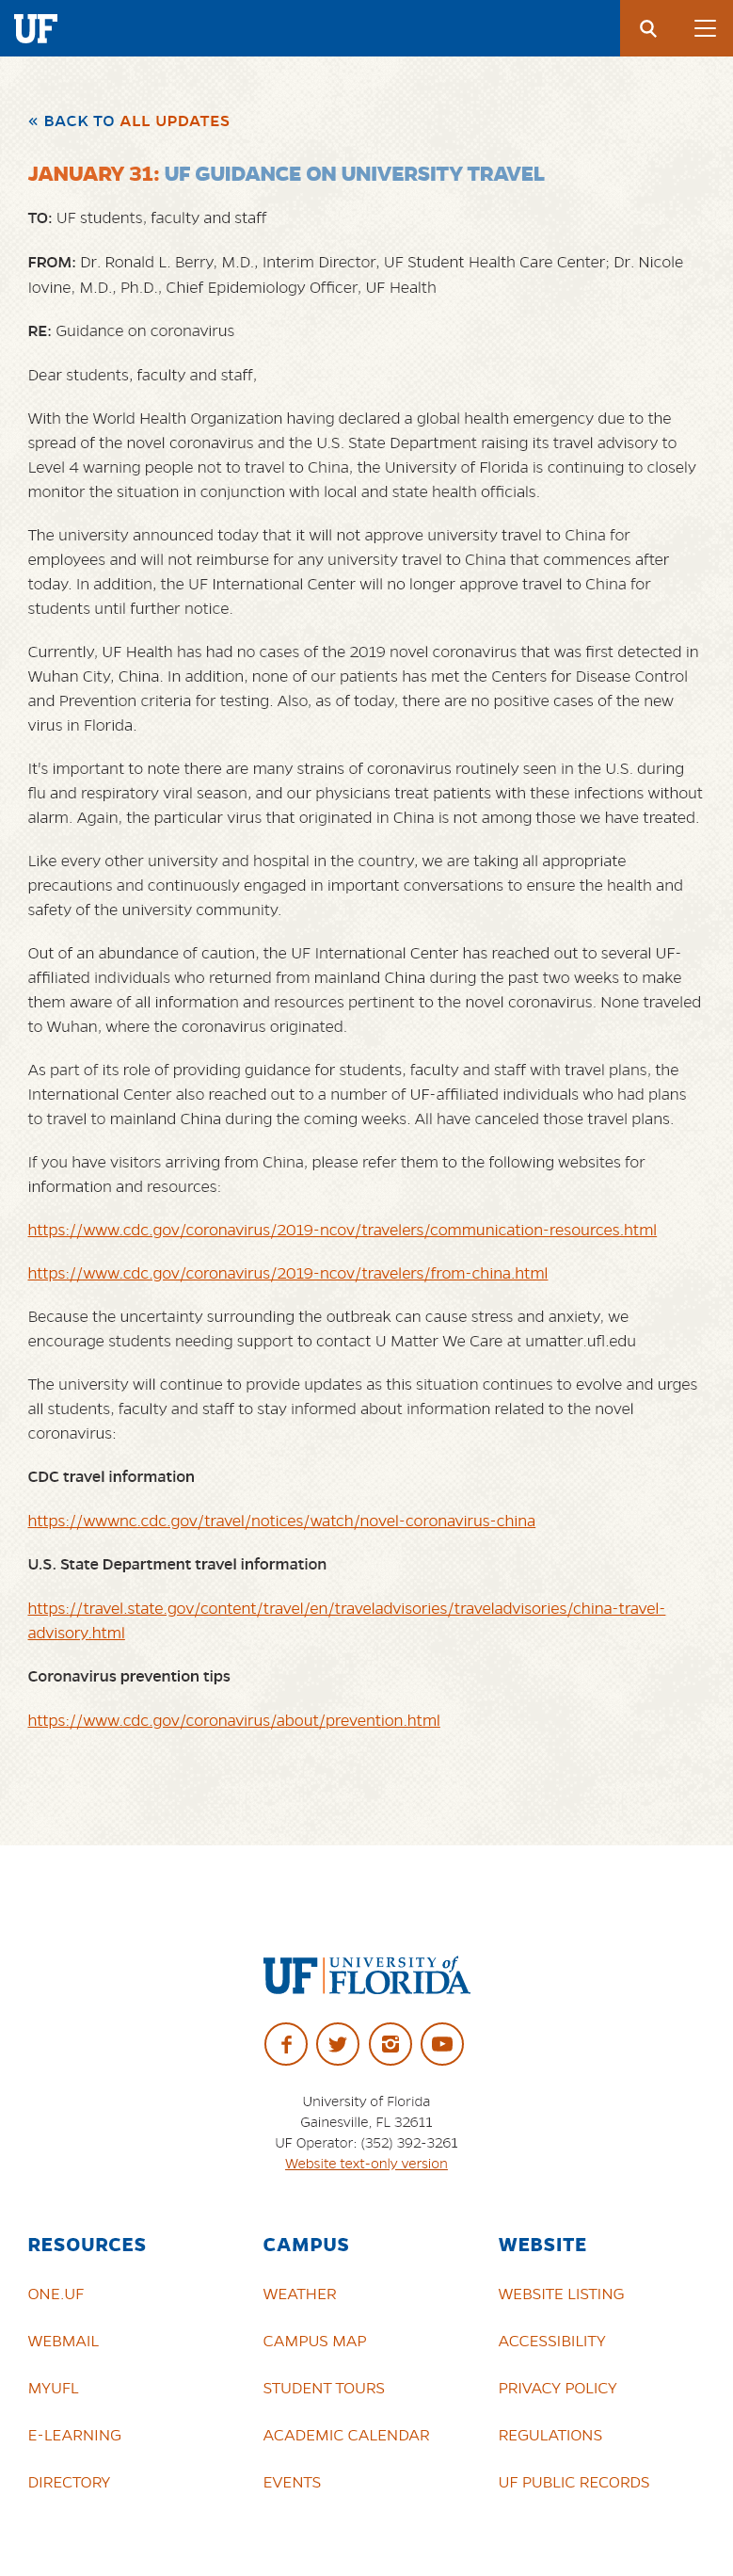 UF
« BACK TO ALL UPDATES
JANUARY 31: UF GUIDANCE ON UNIVERSITY TRAVEL
TO: UF students, faculty and staff
FROM: Dr. Ronald L. Berry, M.D., Interim Director, UF Student Health Care Center; Dr. Nicole
Iovine, M.D., Ph.D., Chief Epidemiology Officer, UF Health
RE: Guidance on coronavirus
Dear students, faculty and staff,
With the World Health Organization having declared a global health emergency due to the
spread of the novel coronavirus and the U.S. State Department raising its travel advisory to
Level 4 warning people not to travel to China, the University of Florida is continuing to closely
monitor the situation in conjunction with local and state health officials.
The university announced today that it will not approve university travel to China for
employees and will not reimburse for any university travel to China that commences after
today. In addition, the UF International Center will no longer approve travel to China for
students until further notice.
Currently, UF Health has had no cases of the 2019 novel coronavirus that was first detected in
Wuhan City, China. In addition, none of our patients has met the Centers for Disease Control
and Prevention criteria for testing. Also, as of today, there are no positive cases of the new
virus in Florida.
It's important to note there are many strains of coronavirus routinely seen in the U.S. during
flu and respiratory viral season, and our physicians treat patients with these infections without
alarm. Again, the particular virus that originated in China is not among those we have treated.
Like every other university and hospital in the country, we are taking all appropriate
precautions and continuously engaged in important conversations to ensure the health and
safety of the university community.
Out of an abundance of caution, the UF International Center has reached out to several UF-
affiliated individuals who returned from mainland China during the past two weeks to make
them aware of all information and resources pertinent to the novel coronavirus. None traveled
to Wuhan, where the coronavirus originated.
As part of its role of providing guidance for students, faculty and staff with travel plans, the
International Center also reached out to a number of UF-affiliated individuals who had plans
to travel to mainland China during the coming weeks. All have canceled those travel plans.
If you have visitors arriving from China, please refer them to the following websites for
information and resources:
https://www.cdc.gov/coronavirus/2019-ncov/travelers/communication-resources.html
https://www.cdc.gov/coronavirus/2019-ncov/travelers/from-china.html
Because the uncertainty surrounding the outbreak can cause stress and anxiety, we
encourage students needing support to contact U Matter We Care at umatter.ufl.edu
The university will continue to provide updates as this situation continues to evolve and urges
all students, faculty and staff to stay informed about information related to the novel
coronavirus:
CDC travel information
https://wwwnc.cdc.gov/travel/notices/watch/novel-coronavirus-china
U.S. State Department travel information
https://travel.state.gov/content/travel/en/traveladvisories/traveladvisories/china-travel-
advisory.html
Coronavirus prevention tips
https://www.cdc.gov/coronavirus/about/prevention.html
UF UNIVERSITY of
FLORIDA
University of Florida
Gainesville, FL 32611
UF Operator: (352) 392-3261
Website text-only version
RESOURCES
ONE.UF
WEBMAIL
MYUFL
E-LEARNING
DIRECTORY
CAMPUS
WEATHER
CAMPUS MAP
STUDENT TOURS
ACADEMIC CALENDAR
EVENTS
WEBSITE
WEBSITE LISTING
ACCESSIBILITY
PRIVACY POLICY
REGULATIONS
UF PUBLIC RECORDS